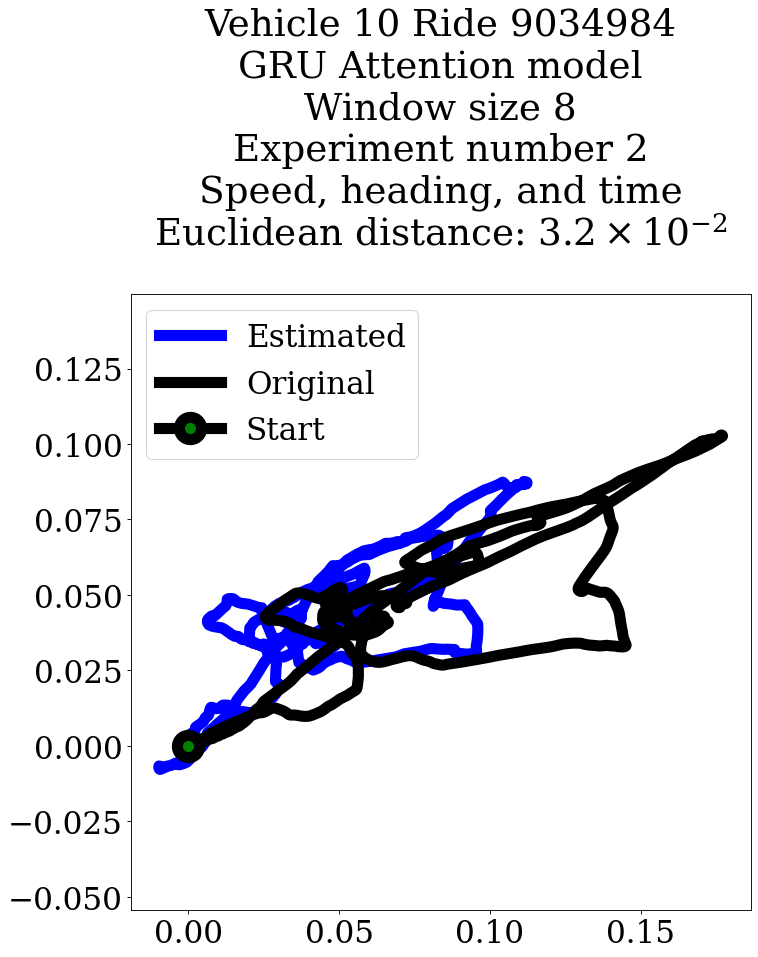 Vehicle 10 Ride 9034984
GRU Attention model
Window size 8
Experiment number 2
Speed, heading, and time
Euclidean distance: 3.2 × 10⁻²
Estimated
Original
Start
0.125
0.100
0.075
0.050
0.025
0.000
−0.025
−0.050
0.00 0.05 0.10 0.15